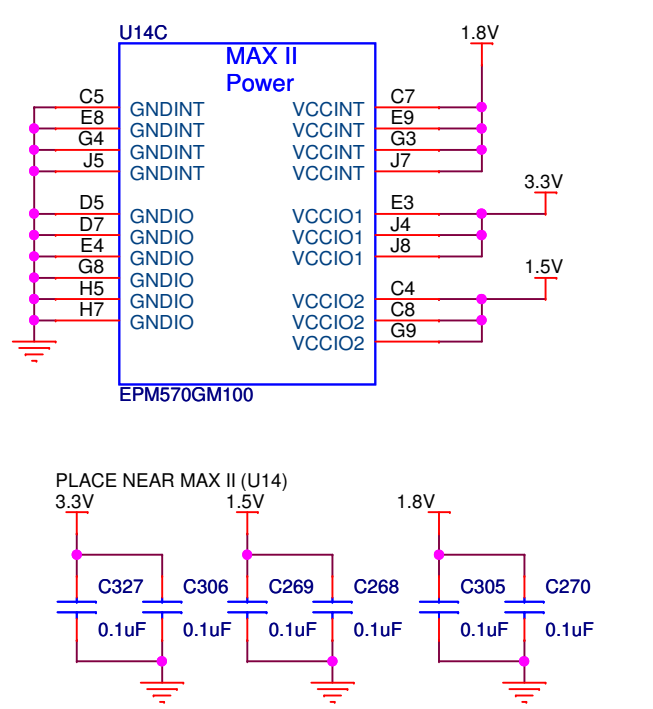 U14C
1.8V
MAX II
Power
C5 GNDINT VCCINT C7
E8 GNDINT VCCINT E9
G4 GNDINT VCCINT G3
J5 GNDINT VCCINT J7
3.3V
D5 GNDIO VCCIO1 E3
D7 GNDIO VCCIO1 J4
E4 GNDIO VCCIO1 J8
G8 GNDIO
1.5V
H5 GNDIO VCCIO2 C4
H7 GNDIO VCCIO2 C8
VCCIO2 G9
EPM570GM100
PLACE NEAR MAX II (U14)
3.3V 1.5V 1.8V
C327 C306 C269 C268 C305 C270
0.1uF 0.1uF 0.1uF 0.1uF 0.1uF 0.1uF